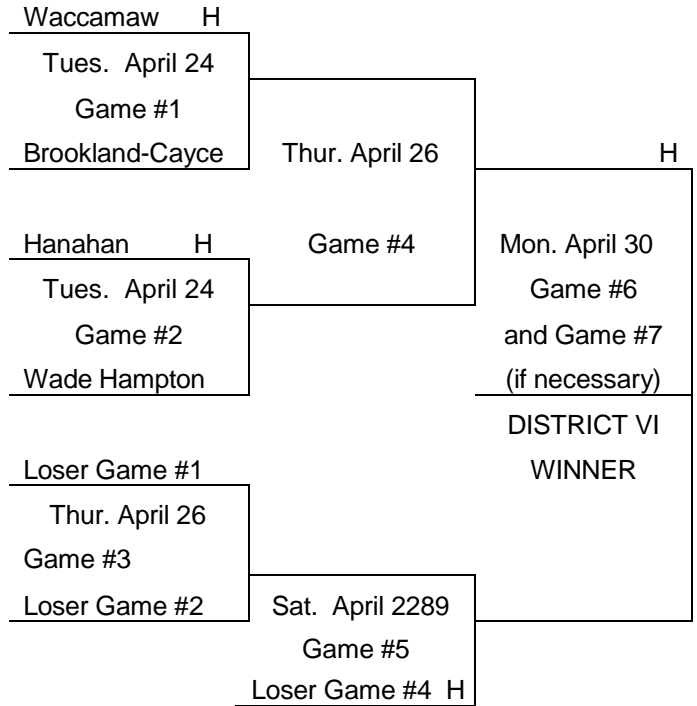 Waccamaw H
Tues. April 24
Game #1
Brookland-Cayce
Thur. April 26
H
Hanahan H
Game #4
Mon. April 30
Tues. April 24
Game #6
Game #2
and Game #7
Wade Hampton
(if necessary)
DISTRICT VI
Loser Game #1
WINNER
Thur. April 26
Game #3
Loser Game #2
Sat. April 2289
Game #5
Loser Game #4 H